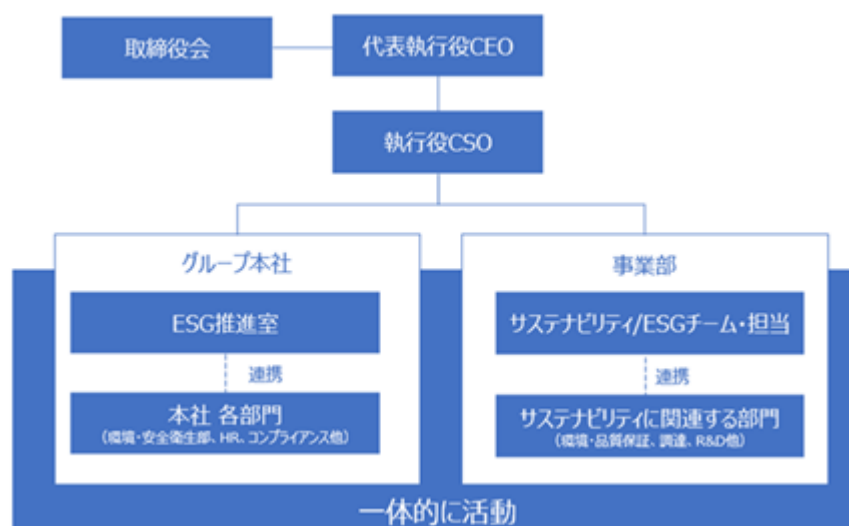 取締役会
代表執行役CEO
執行役CSO
グループ本社
ESG推進室
連携
本社 各部門
(環境・安全衛生部、HR、コンプライアンス他)
事業部
サステナビリティ/ESGチーム・担当
連携
サステナビリティに関連する部門
(環境・品質保証、調達、R&D他)
一体的に活動